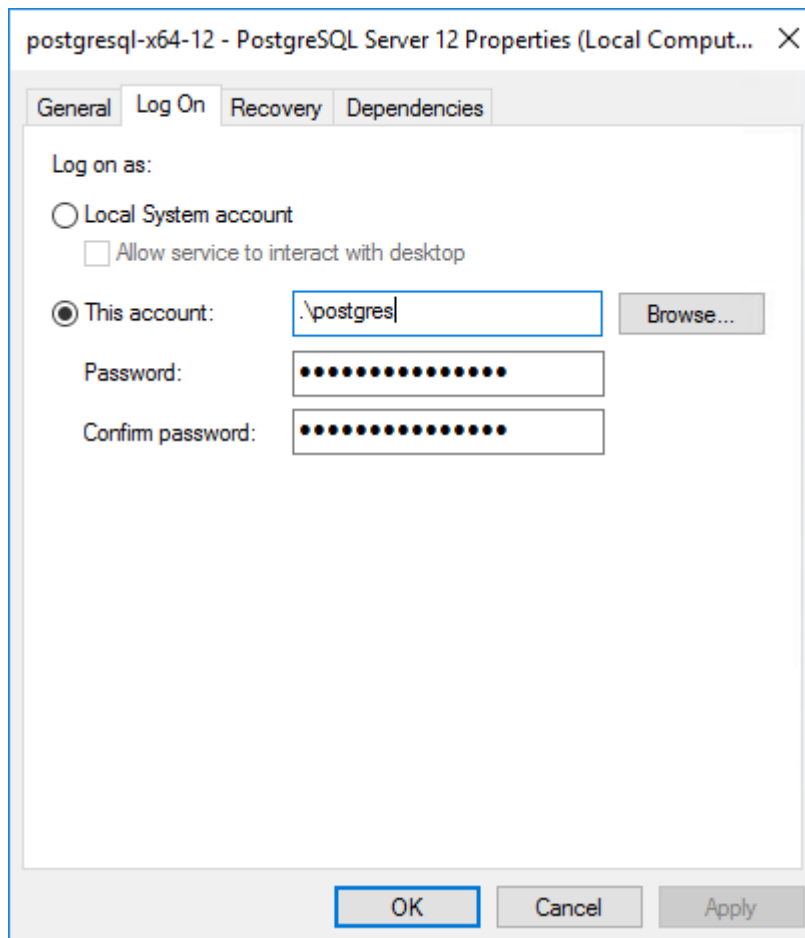 postgresql-x64-12 - PostgreSQL Server 12 Properties (Local Comput...
General Log On Recovery Dependencies
Log on as:
Local System account
Allow service to interact with desktop
This account: .\postgres Browse...
Password: •••••••••••••••
Confirm password: •••••••••••••••
OK Cancel Apply